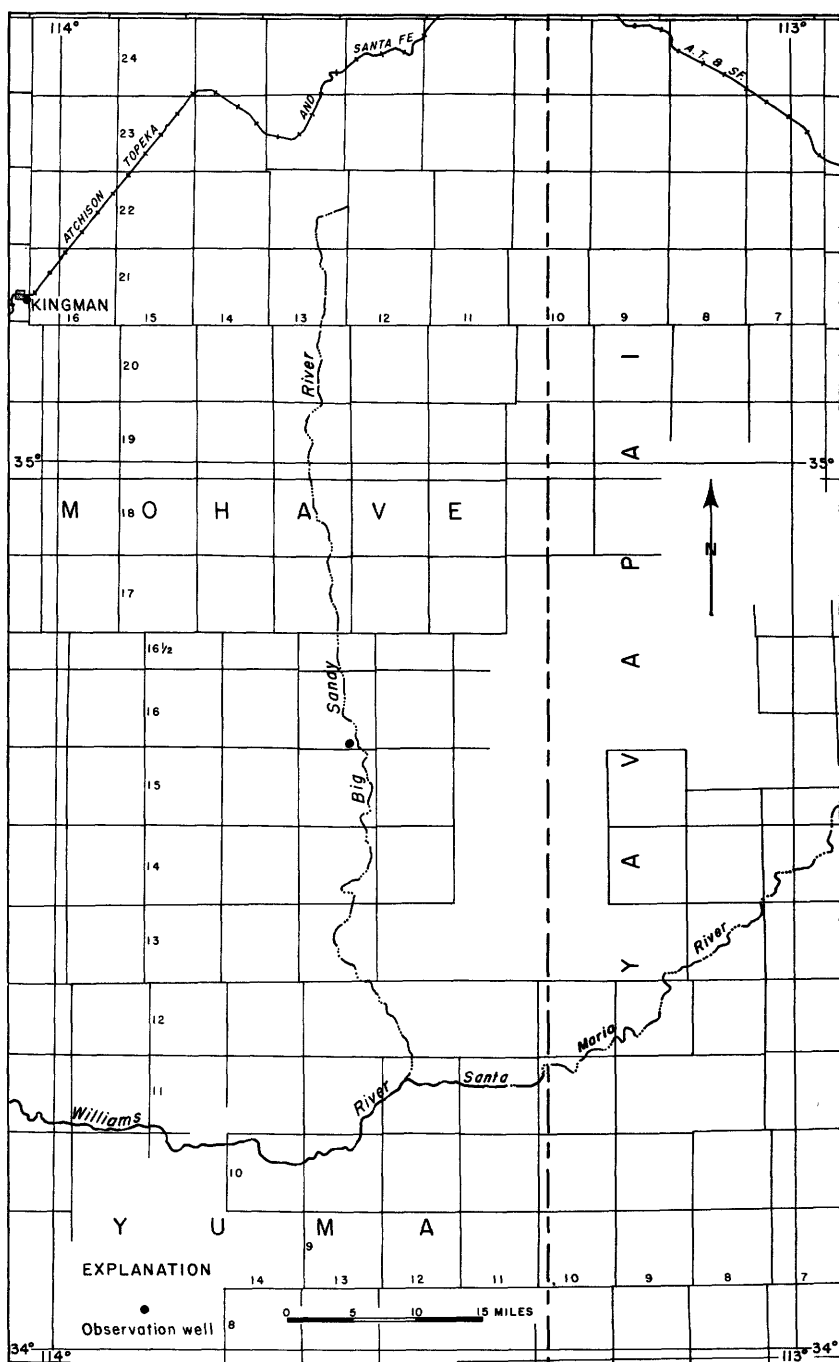 114°
24
SANTA FE
A.T. & SF.
113°
AND
23
TOPEKA
ATCHISON
22
21
KINGMAN
16
15
14
13
12
11
10
9
8
7
20
River
I
19
A
35°
35°
M O H A V E
18
N
P
17
16½
Sandy
A
16
V
15
Big
14
A
River
13
Y
12
Maria
11
Santa
Williams
River
10
Y U M A
9
EXPLANATION
14
13
12
11
10
9
8
7
Observation well
8
0 5 10 15 MILES
34°
114°
113°
34°